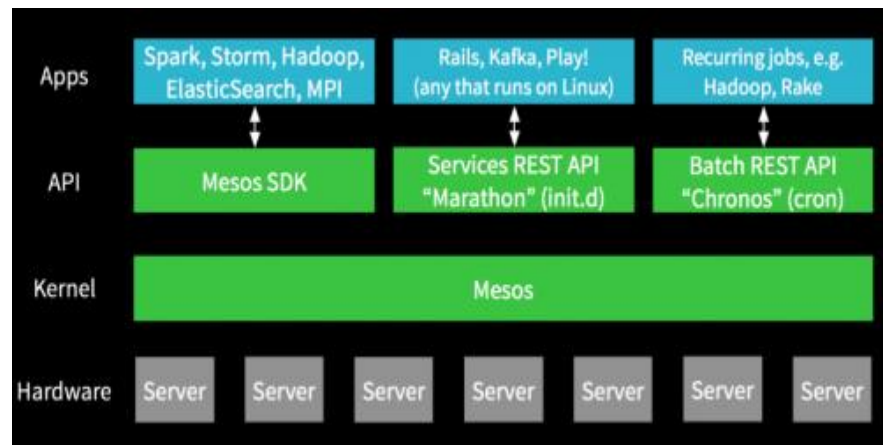 Apps
Spark, Storm, Hadoop,
ElasticSearch, MPI
Rails, Kafka, Play!
(any that runs on Linux)
Recurring jobs, e.g.
Hadoop, Rake
API
Mesos SDK
Services REST API
“Marathon” (init.d)
Batch REST API
“Chronos” (cron)
Kernel
Mesos
Hardware
Server
Server
Server
Server
Server
Server
Server